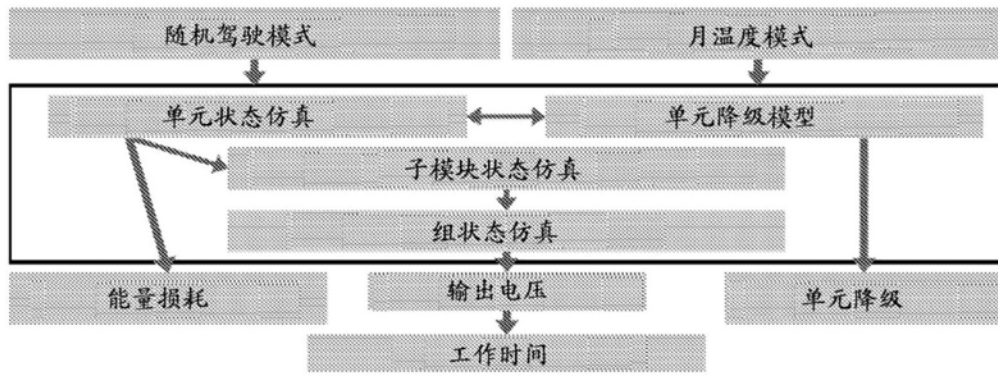 随机驾驶模式
月温度模式
单元状态仿真
单元降级模型
子模块状态仿真
组状态仿真
能量损耗
输出电压
单元降级
工作时间